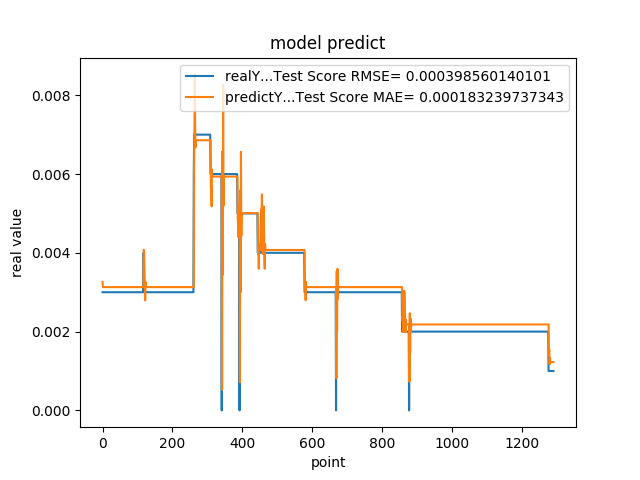 model predict
realY...Test Score RMSE= 0.000398560140101
predictY...Test Score MAE= 0.000183239737343
0.008
0.006
0.004
0.002
0.000
real value
0 200 400 600 800 1000 1200
point